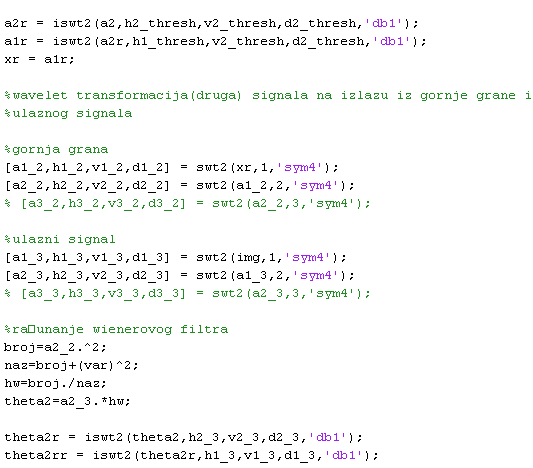 a2r = iswt2(a2,h2_thresh,v2_thresh,d2_thresh,'db1');
a1r = iswt2(a2r,h1_thresh,v2_thresh,d2_thresh,'db1');
xr = a1r;
%wavelet transformacija(druga) signala na izlazu iz gornje grane i
%ulaznog signala
%gornja grana
[a1_2,h1_2,v1_2,d1_2] = swt2(xr,1,'sym4');
[a2_2,h2_2,v2_2,d2_2] = swt2(a1_2,2,'sym4');
% [a3_2,h3_2,v3_2,d3_2] = swt2(a2_2,3,'sym4');
%ulazni signal
[a1_3,h1_3,v1_3,d1_3] = swt2(img,1,'sym4');
[a2_3,h2_3,v2_3,d2_3] = swt2(a1_3,2,'sym4');
% [a3_3,h3_3,v3_3,d3_3] = swt2(a2_3,3,'sym4');
%ra□unanje wienerovog filtra
broj=a2_2.^2;
naz=broj+(var)^2;
hw=broj./naz;
theta2=a2_3.*hw;
theta2r = iswt2(theta2,h2_3,v2_3,d2_3,'db1');
theta2rr = iswt2(theta2r,h1_3,v1_3,d1_3,'db1');